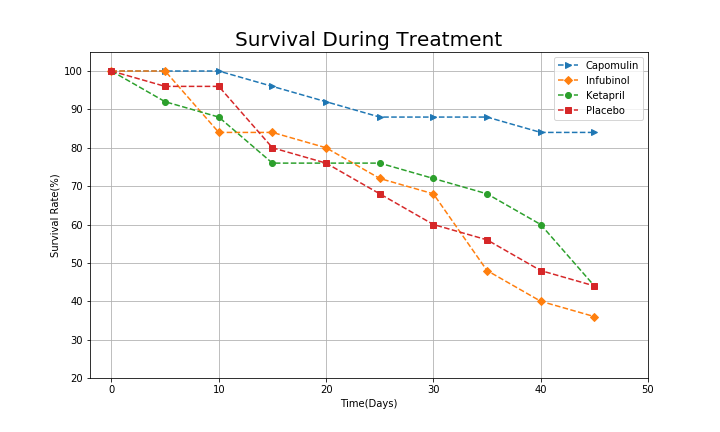 Survival During Treatment
Capomulin
Infubinol
Ketapril
Placebo
100
90
80
70
60
50
40
30
20
Survival Rate(%)
0
10
20
30
40
50
Time(Days)